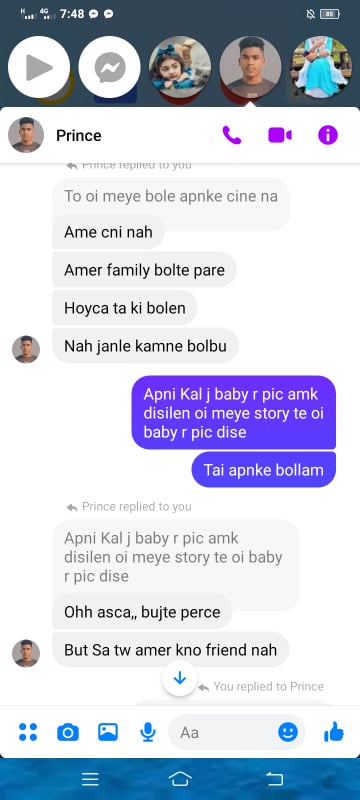 H 4G 7:48 95
Prince
Prince replied to you
To oi meye bole apnke cine na
Ame cni nah
Amer family bolte pare
Hoyca ta ki bolen
Nah janle kamne bolbu
Apni Kal j baby r pic amk
disilen oi meye story te oi
baby r pic dise
Tai apnke bollam
Prince replied to you
Apni Kal j baby r pic amk
disilen oi meye story te oi baby
r pic dise
Ohh asca,, bujte perce
But Sa tw amer kno friend nah
You replied to Prince
Aa